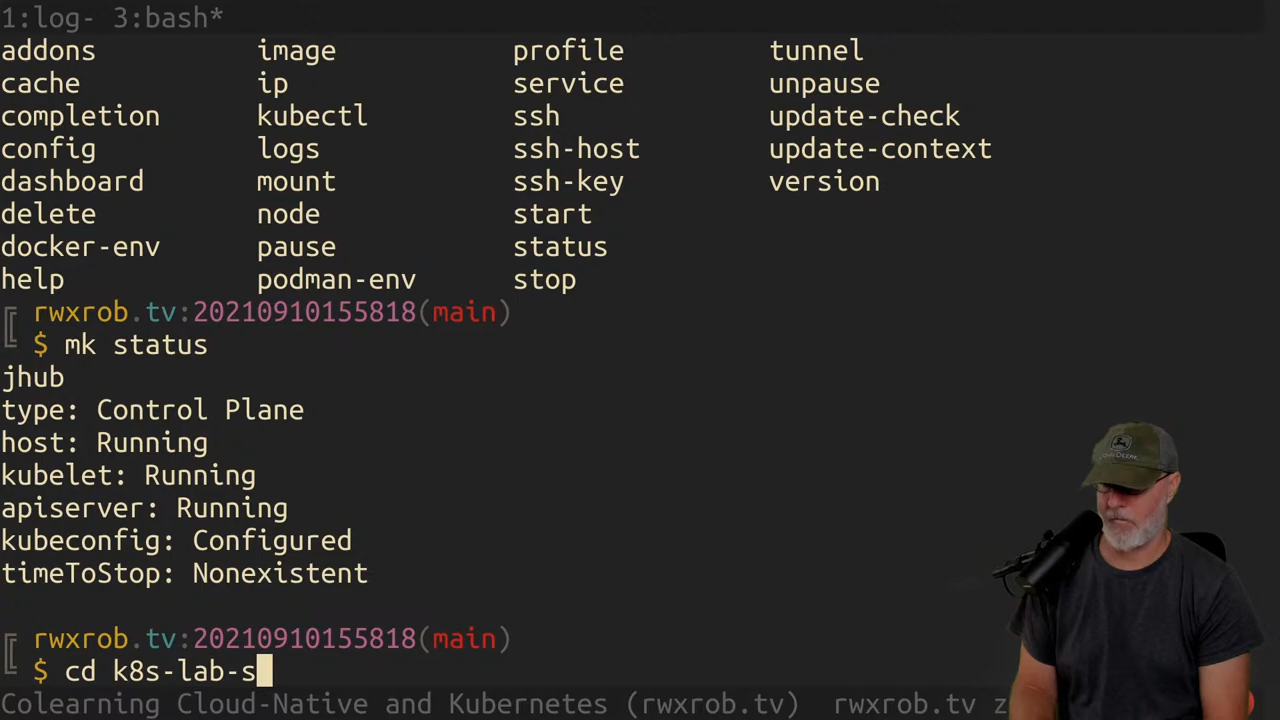 1:log- 3:bash*
addons image profile tunnel
cache ip service unpause
completion kubectl ssh update-check
config logs ssh-host update-context
dashboard mount ssh-key version
delete node start
docker-env pause status
help podman-env stop
rwxrob.tv:20210910155818(main)
$ mk status
jhub
type: Control Plane
host: Running
kubelet: Running
apiserver: Running
kubeconfig: Configured
timeToStop: Nonexistent
rwxrob.tv:20210910155818(main)
$ cd k8s-lab-s
Colearning Cloud-Native and Kubernetes (rwxrob.tv) rwxrob.tv z
JOHN DEERE